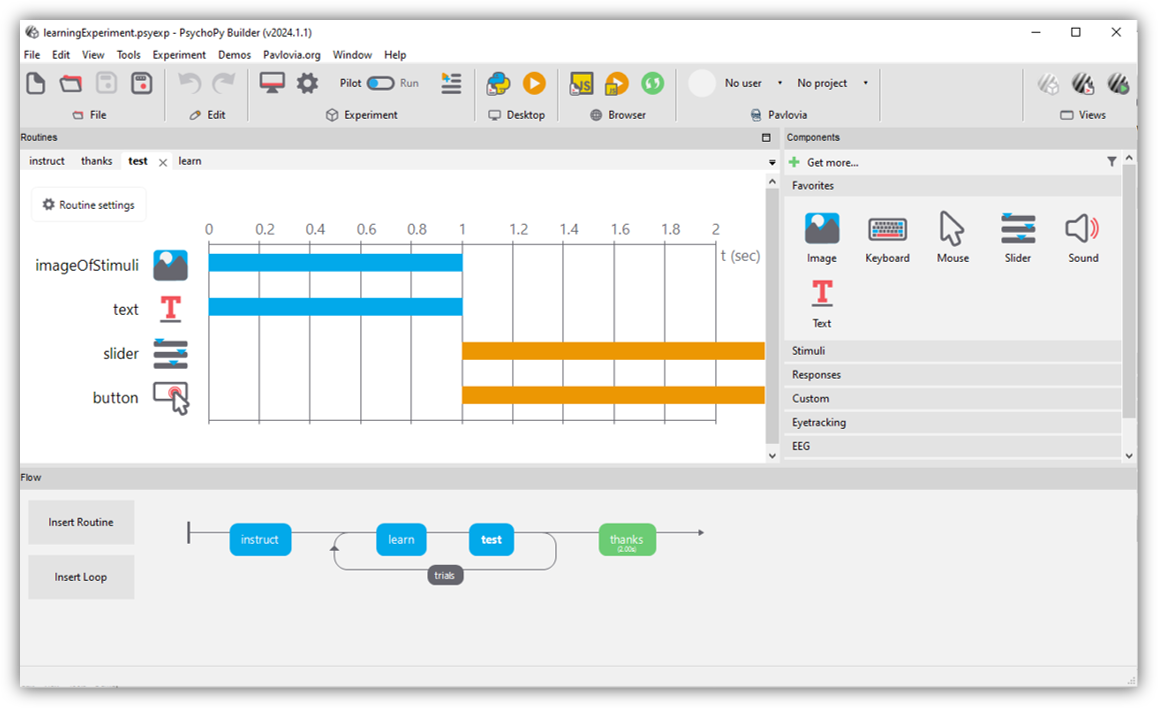 learningExperiment.psyexp - PsychoPy Builder (v2024.1.1)
File Edit View Tools Experiment Demos Pavlovia.org Window Help
Pilot Run
No user No project
JS
JS
File Edit Experiment Desktop Browser Pavlovia Views
Routines
instruct thanks test learn
Routine settings
0 0.2 0.4 0.6 0.8 1 1.2 1.4 1.6 1.8 2
t (sec)
imageOfStimuli
text
slider
button
Components
Get more...
Favorites
Image Keyboard Mouse Slider Sound
Text
Stimuli
Responses
Custom
Eyetracking
EEG
Flow
Insert Routine
Insert Loop
instruct learn test thanks
(2.00s)
trials